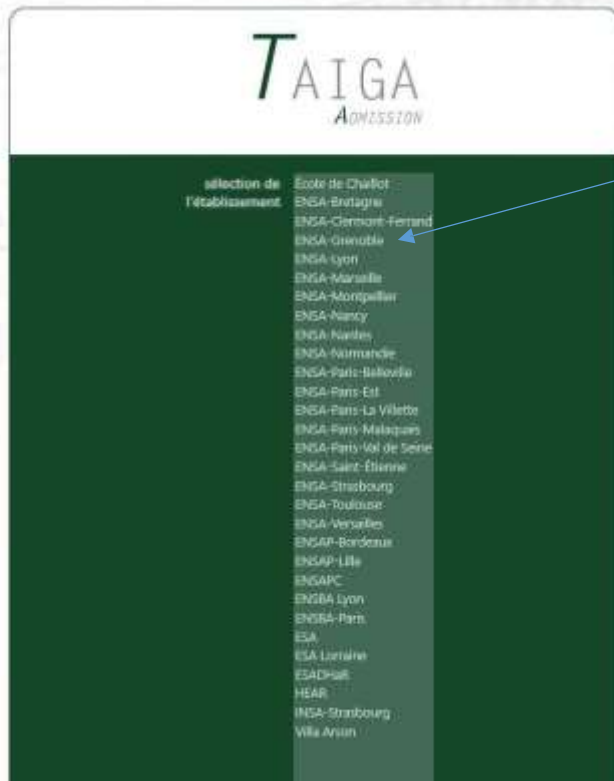 TAIGA
ADMISSION
sélection de l'établissement
École de Chaillot
ENSA-Bretagne
ENSA-Clermont-Ferrand
ENSA-Grenoble
ENSA-Lyon
ENSA-Marseille
ENSA-Montpellier
ENSA-Nancy
ENSA-Nantes
ENSA-Normandie
ENSA-Paris-Belleville
ENSA-Paris-Est
ENSA-Paris-La Villette
ENSA-Paris-Malaquais
ENSA-Paris-Val de Seine
ENSA-Saint-Étienne
ENSA-Strasbourg
ENSA-Toulouse
ENSA-Versailles
ENSAP-Bordeaux
ENSAP-Lille
ENSAPC
ENSBA Lyon
ENSBA-Paris
ESA
ESA Lorraine
ESADHaR
HEAR
INSA-Strasbourg
Villa Arson